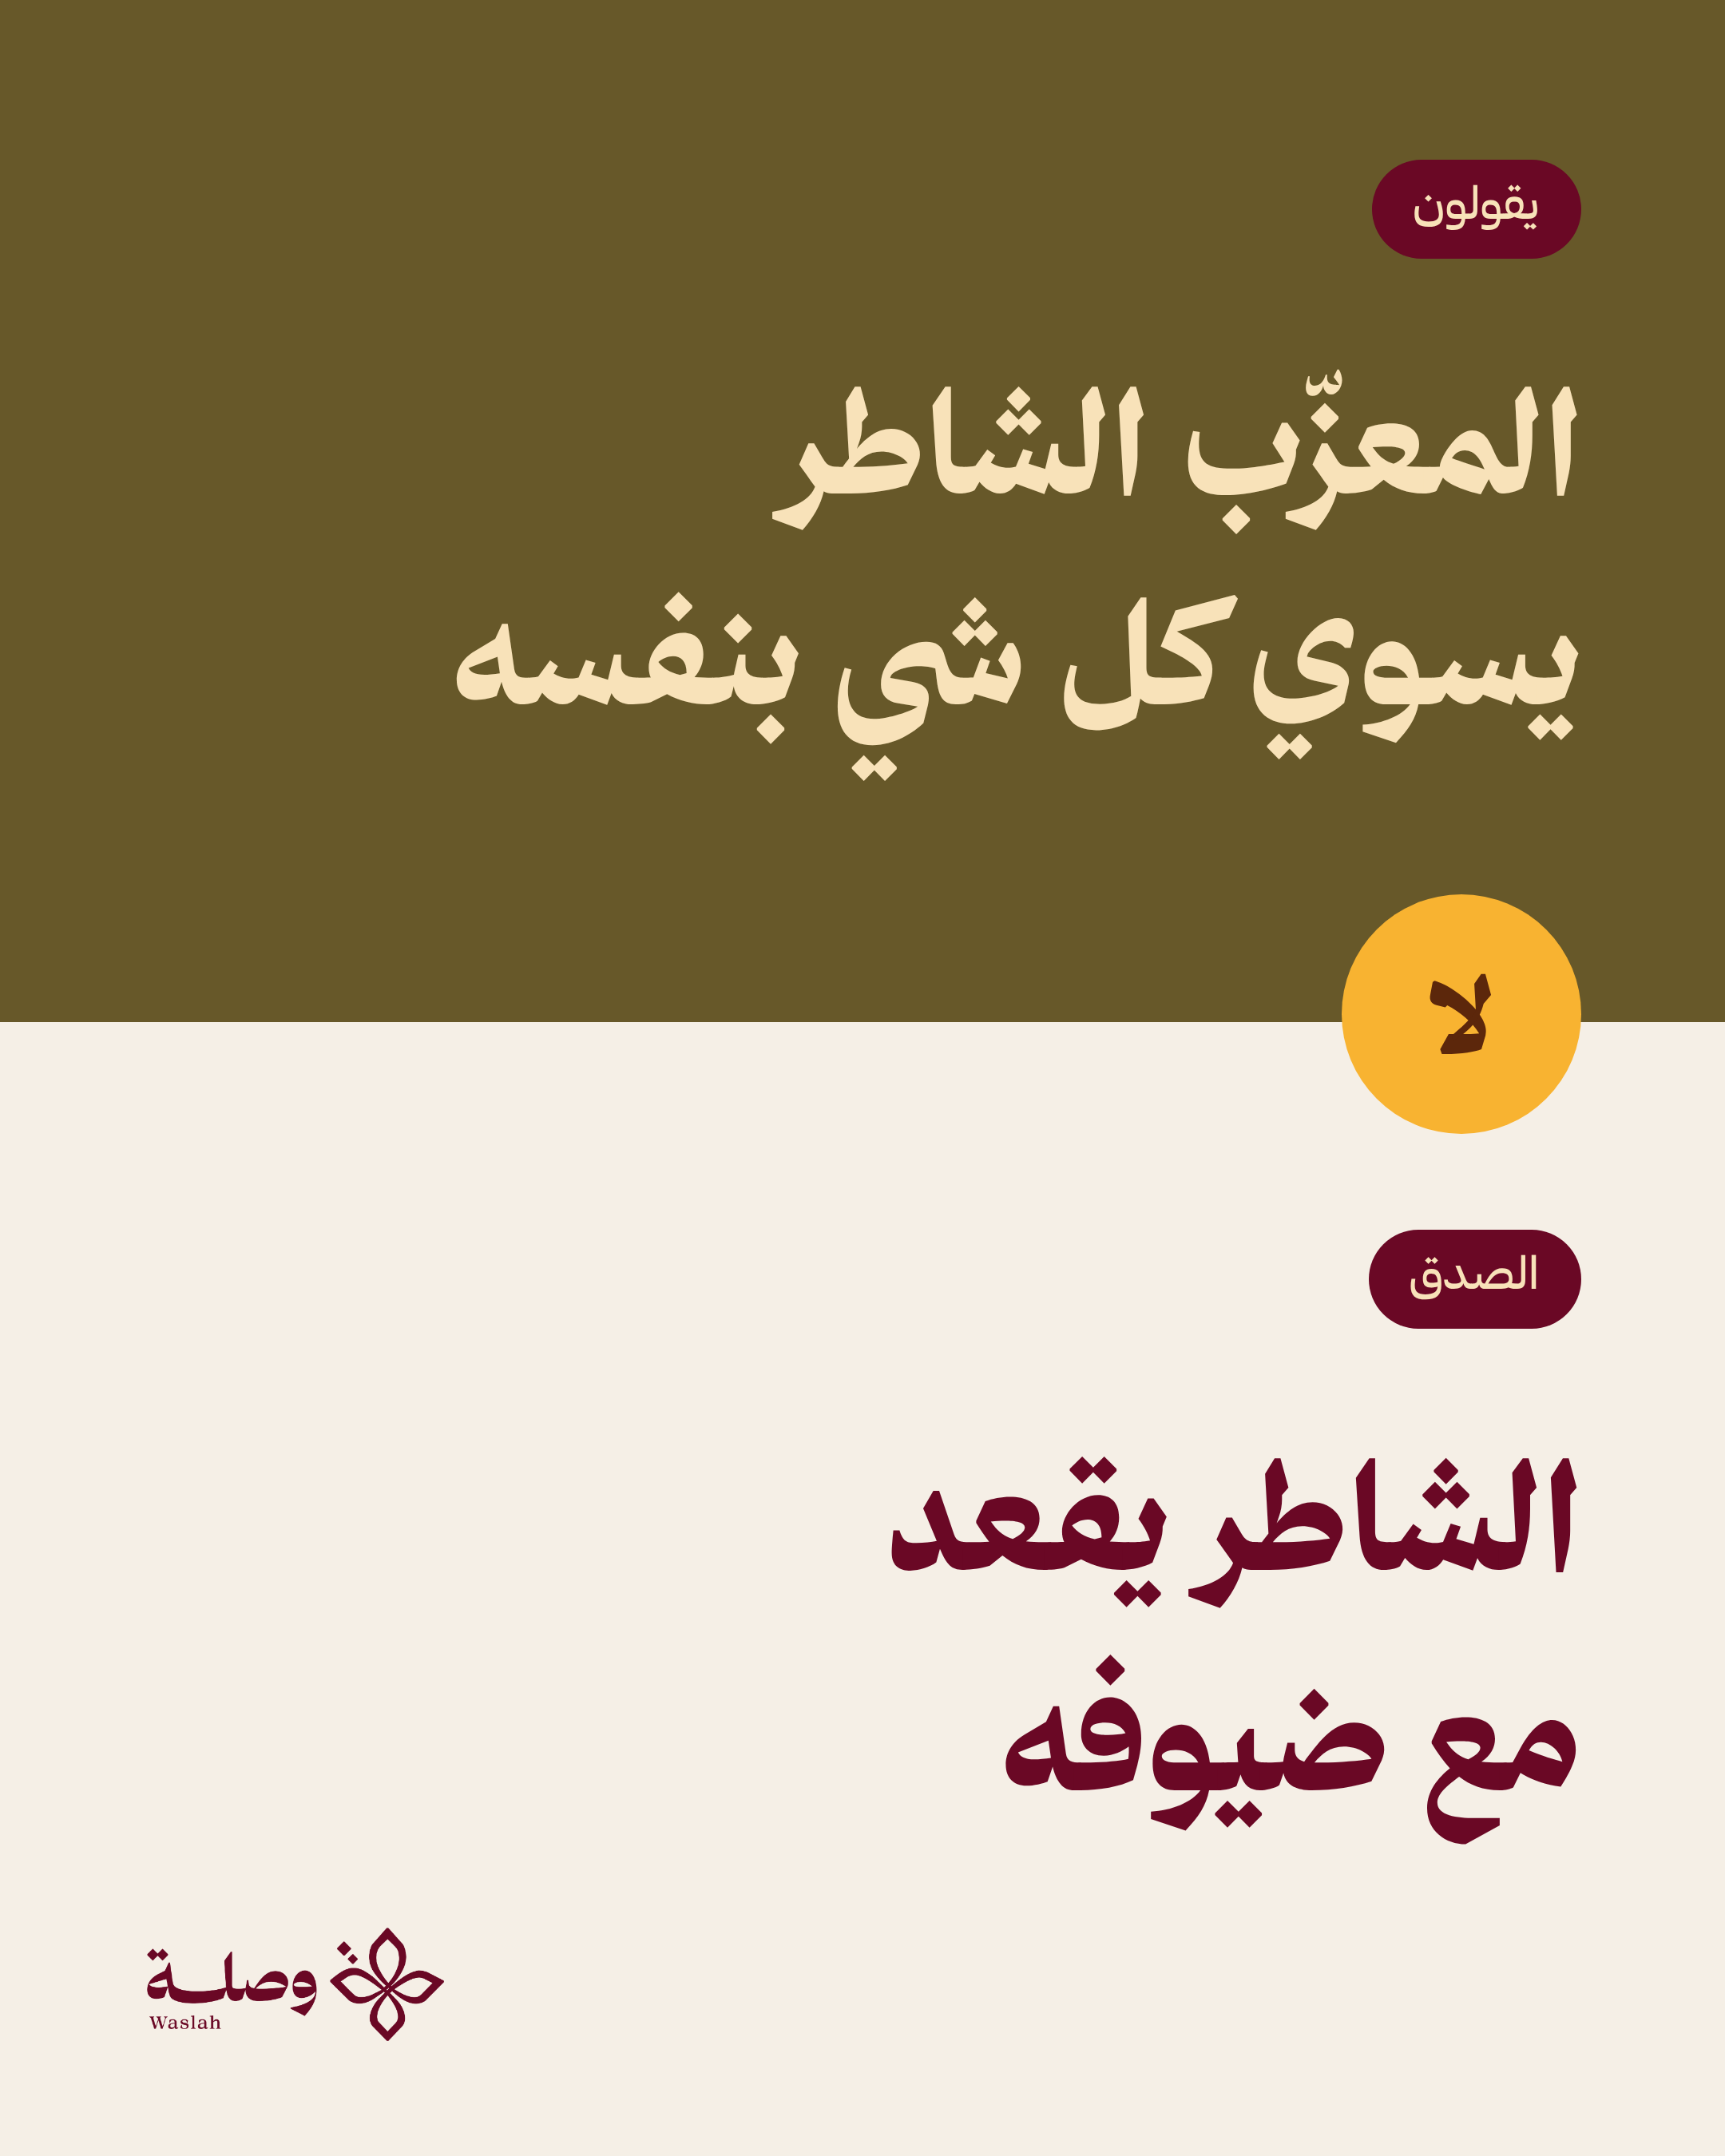 يقولون
المعزّب الشاطر
يسوي كل شي بنفسه
لا
الصدق
الشاطر يقعد
مع ضيوفه
وصلة
Waslah